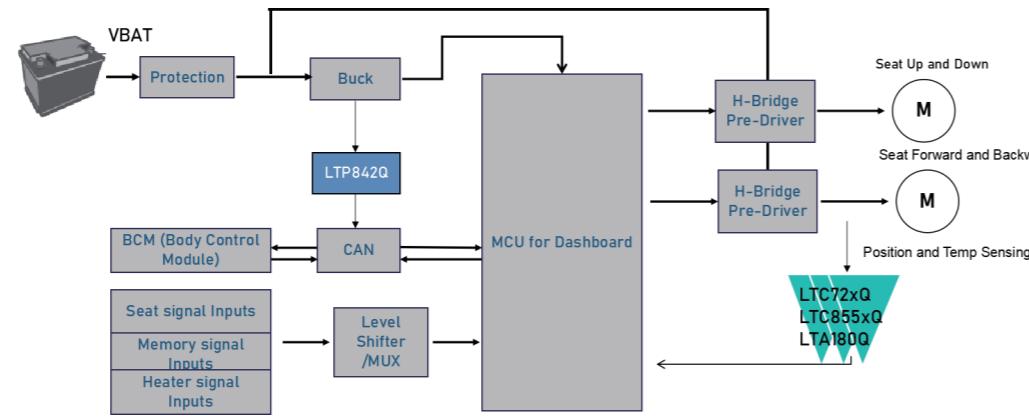 VBAT
Protection
Buck
LTP842Q
CAN
BCM (Body Control
Module)
Seat signal Inputs
Memory signal
Inputs
Heater signal
Inputs
Level
Shifter
/MUX
MCU for Dashboard
H-Bridge
Pre-Driver
Seat Up and Down
M
H-Bridge
Pre-Driver
Seat Forward and Backw
M
Position and Temp Sensing
LTC72xQ
LTC855xQ
LTA180Q